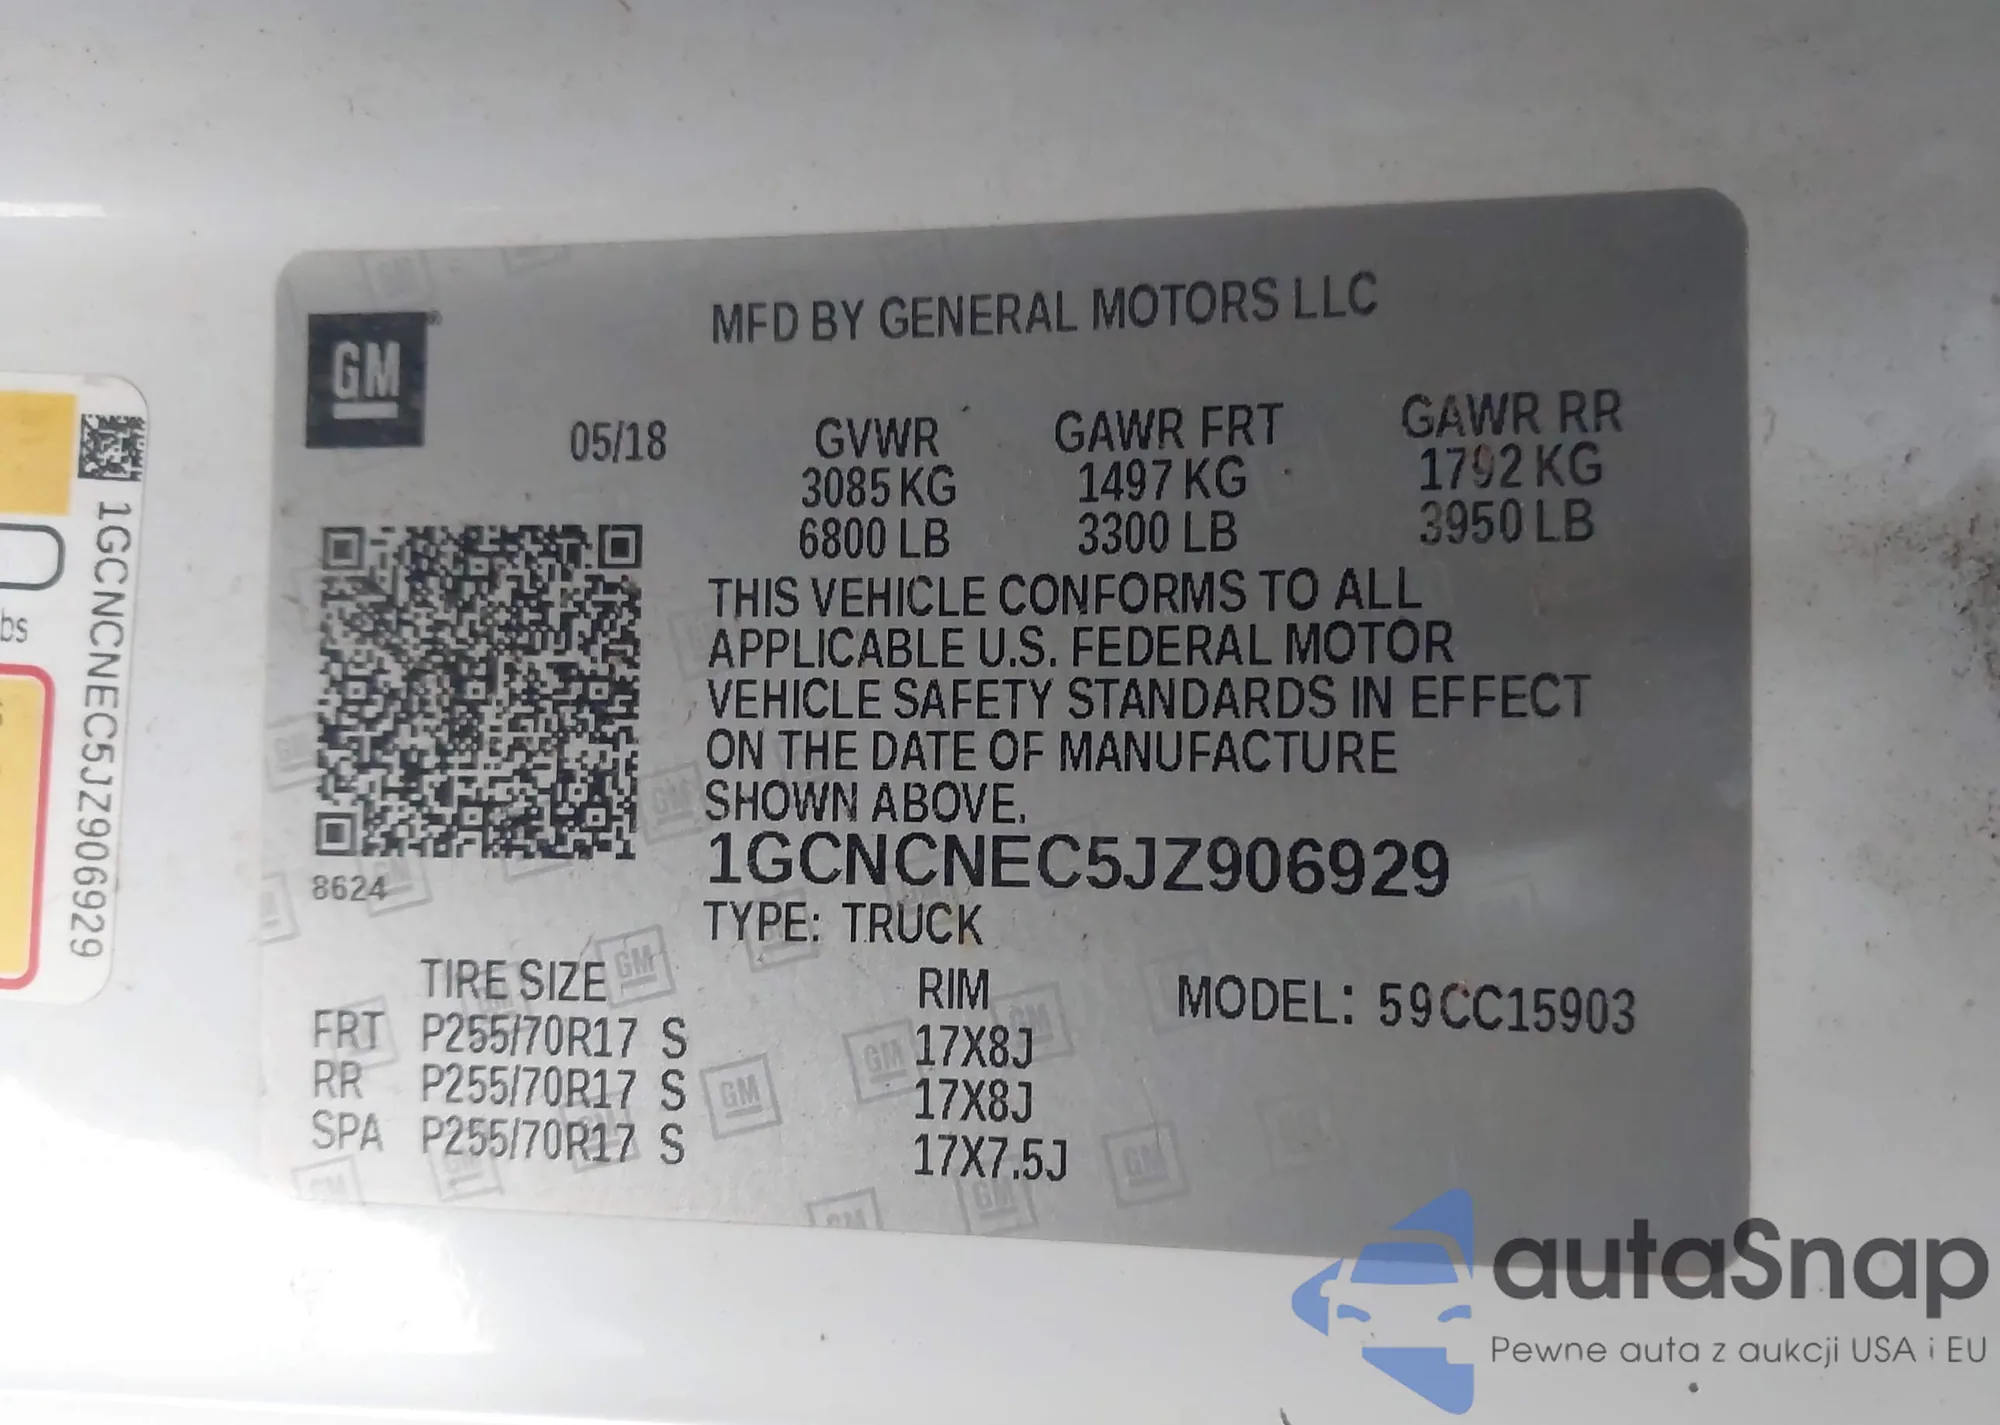 GM
MFD BY GENERAL MOTORS LLC
05/18 GVWR GAWR FRT GAWR RR
3085 KG 1497 KG 1792 KG
6800 LB 3300 LB 3950 LB
THIS VEHICLE CONFORMS TO ALL
APPLICABLE U.S. FEDERAL MOTOR
VEHICLE SAFETY STANDARDS IN EFFECT
ON THE DATE OF MANUFACTURE
SHOWN ABOVE.
1GCNCNEC5JZ906929
8624
TYPE: TRUCK
TIRE SIZE RIM MODEL: 59CC15903
FRT P255/70R17 S 17X8J
RR P255/70R17 S 17X8J
SPA P255/70R17 S 17X7.5J
1GCNCNEC5JZ906929
bs
autaSnap
Pewne auta z aukcji USA i EU